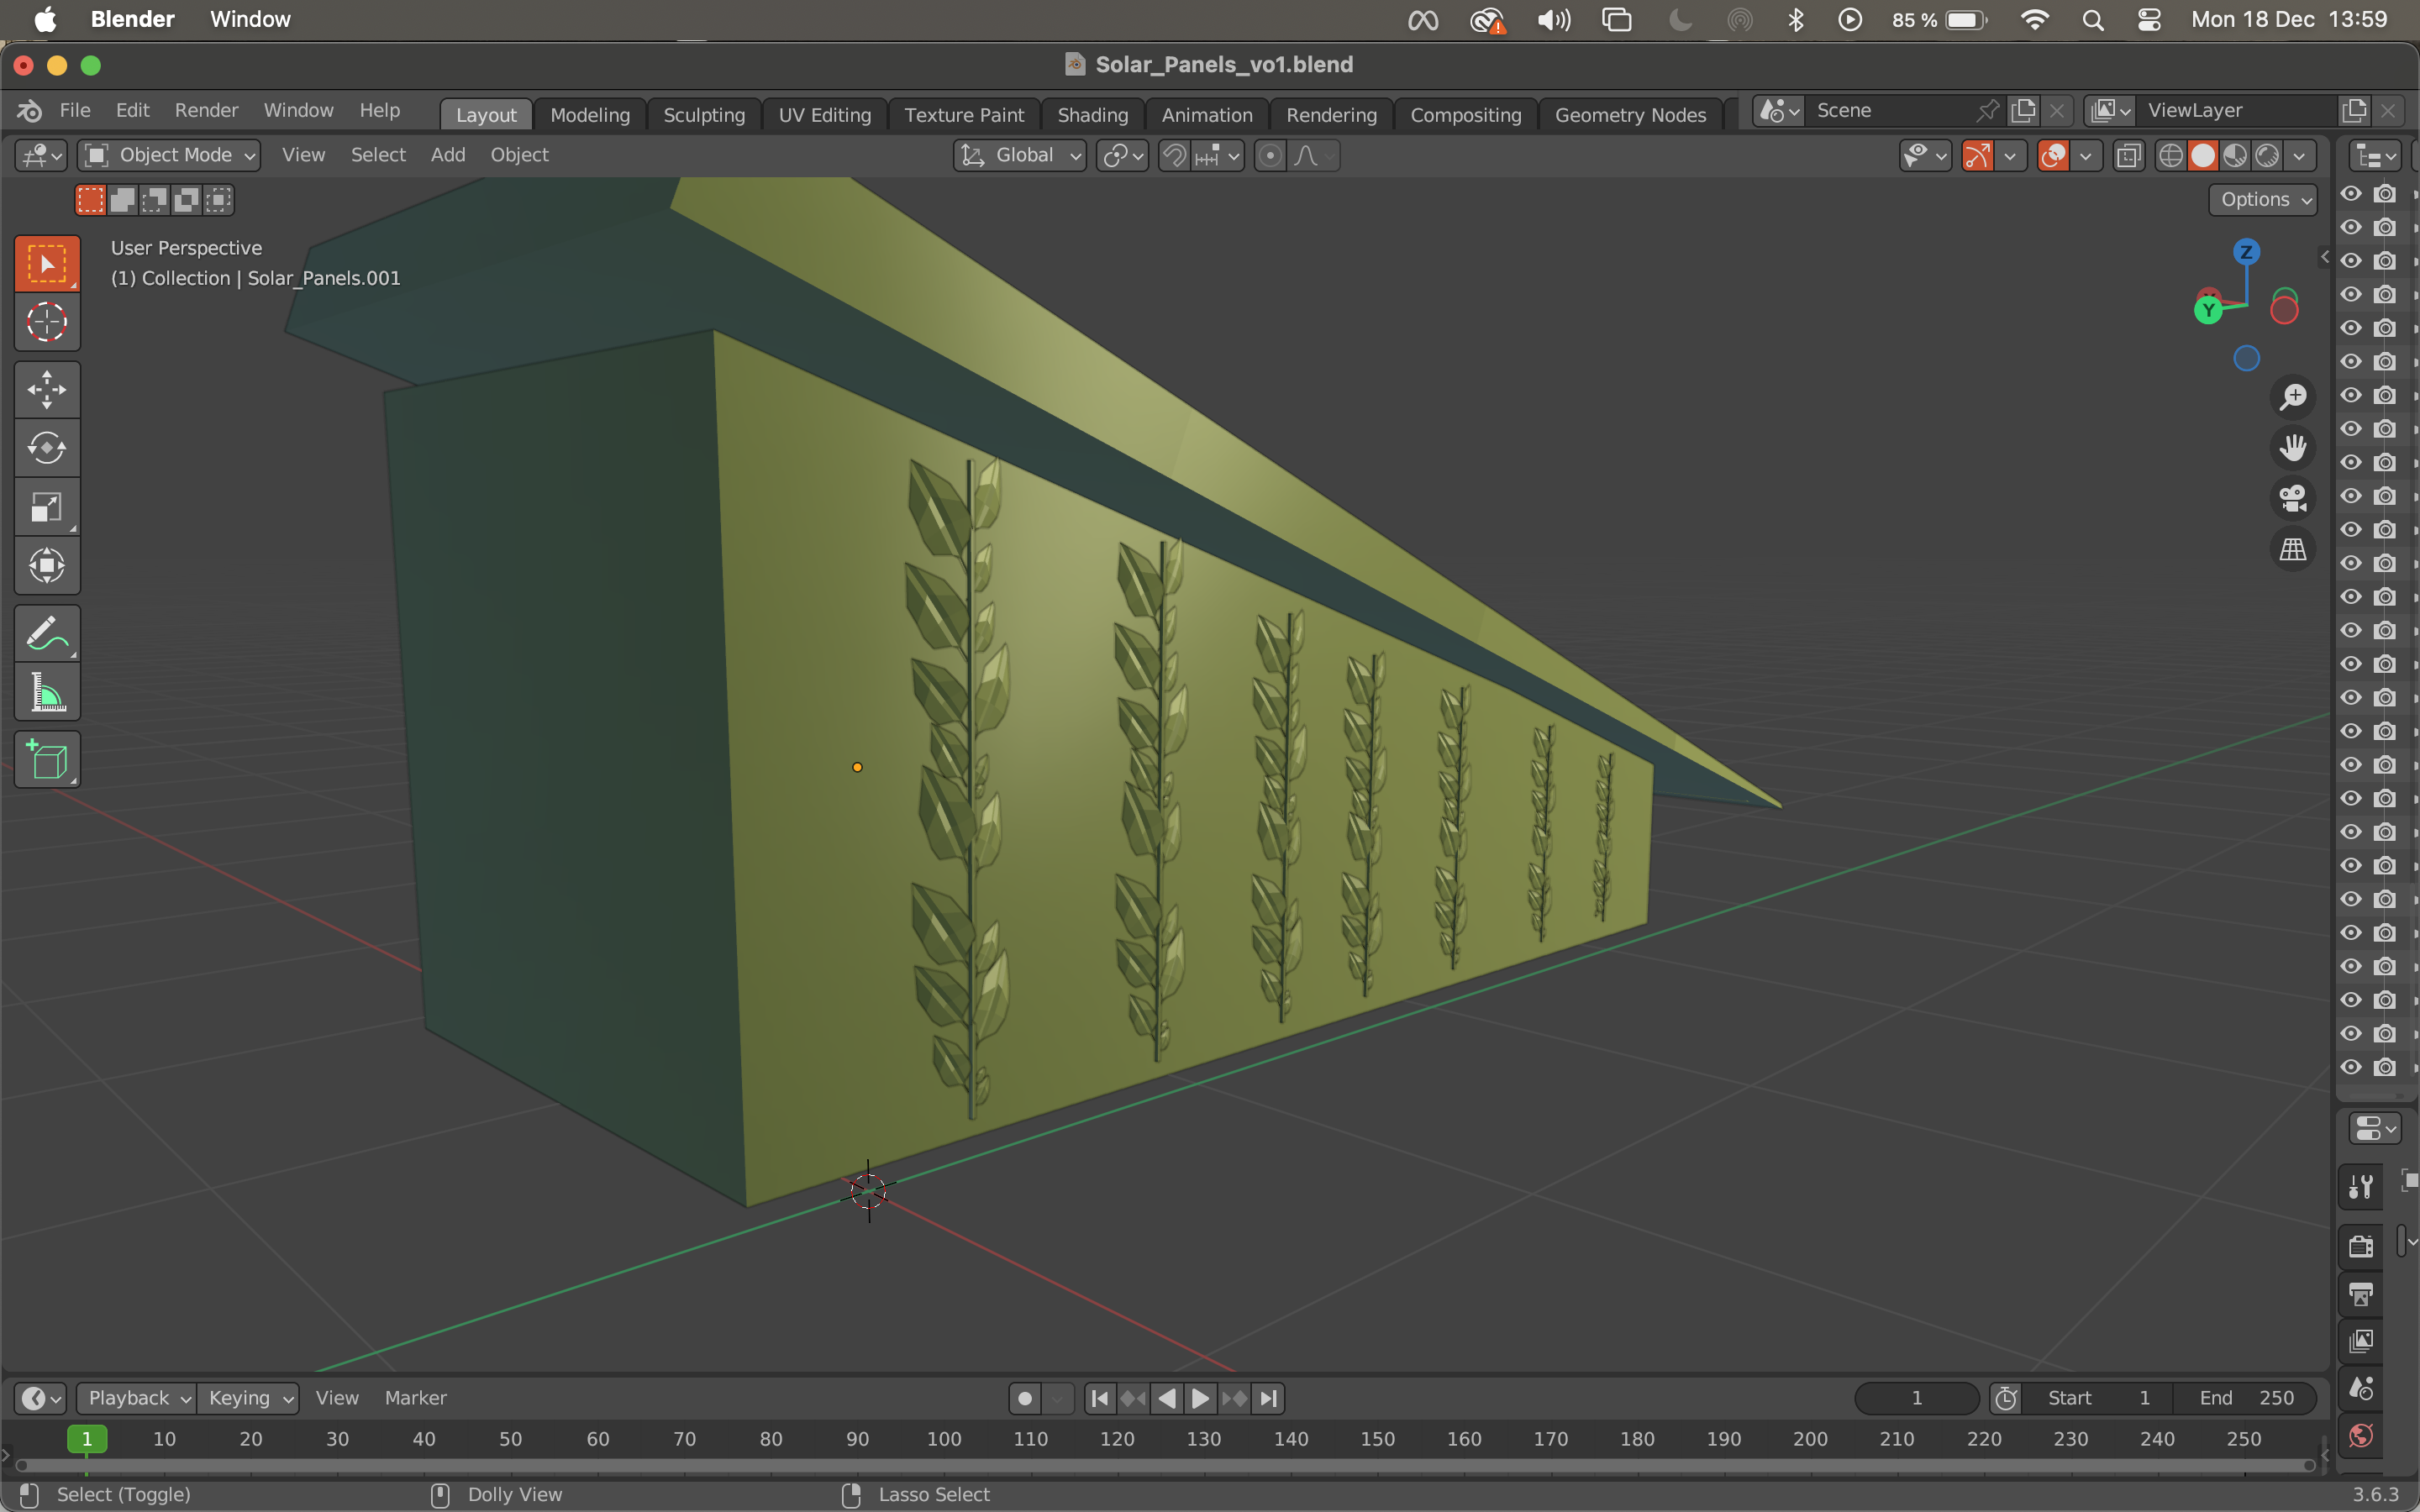 Blender Window 85 % Mon 18 Dec 13:59
Solar_Panels_vo1.blend
File Edit Render Window Help Layout Modeling Sculpting UV Editing Texture Paint Shading Animation Rendering Compositing Geometry Nodes Scene ViewLayer
Object Mode View Select Add Object Global
Options
User Perspective
(1) Collection | Solar_Panels.001
Z
Y
Playback Keying View Marker 1 Start 1 End 250
1 10 20 30 40 50 60 70 80 90 100 110 120 130 140 150 160 170 180 190 200 210 220 230 240 250
Select (Toggle) Dolly View Lasso Select 3.6.3